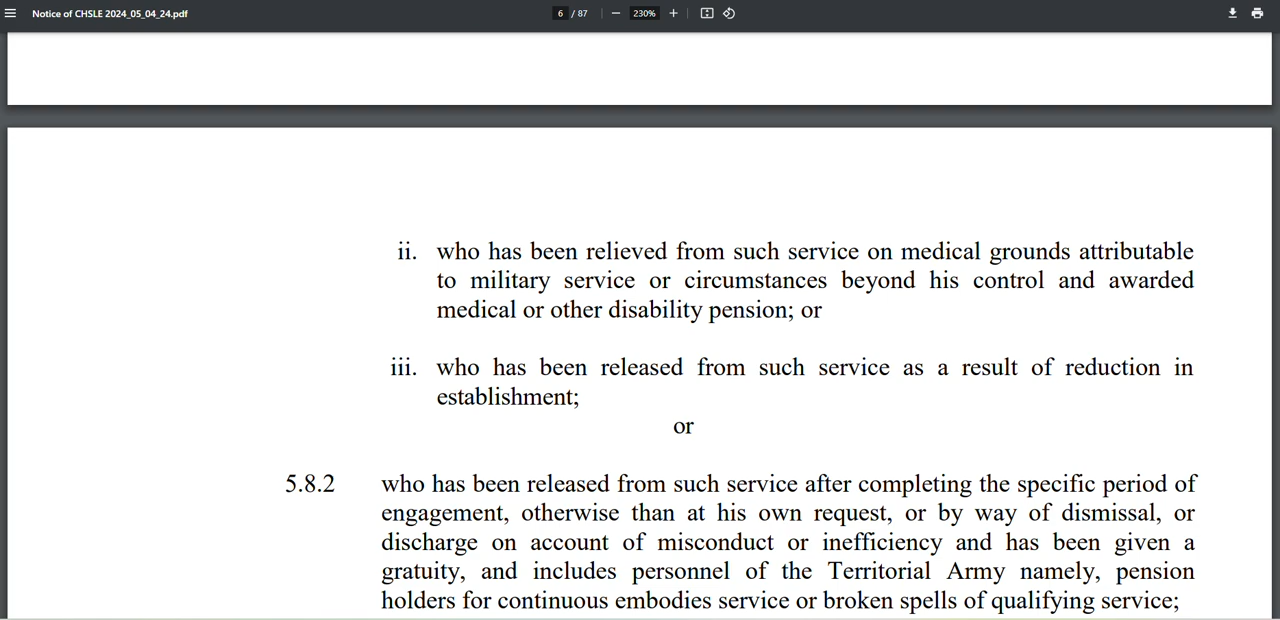 Notice of CHSLE 2024_05_04_24.pdf 6 / 87 230%
ii. who has been relieved from such service on medical grounds attributable
to military service or circumstances beyond his control and awarded
medical or other disability pension; or
iii. who has been released from such service as a result of reduction in
establishment;
or
5.8.2 who has been released from such service after completing the specific period of
engagement, otherwise than at his own request, or by way of dismissal, or
discharge on account of misconduct or inefficiency and has been given a
gratuity, and includes personnel of the Territorial Army namely, pension
holders for continuous embodies service or broken spells of qualifying service;